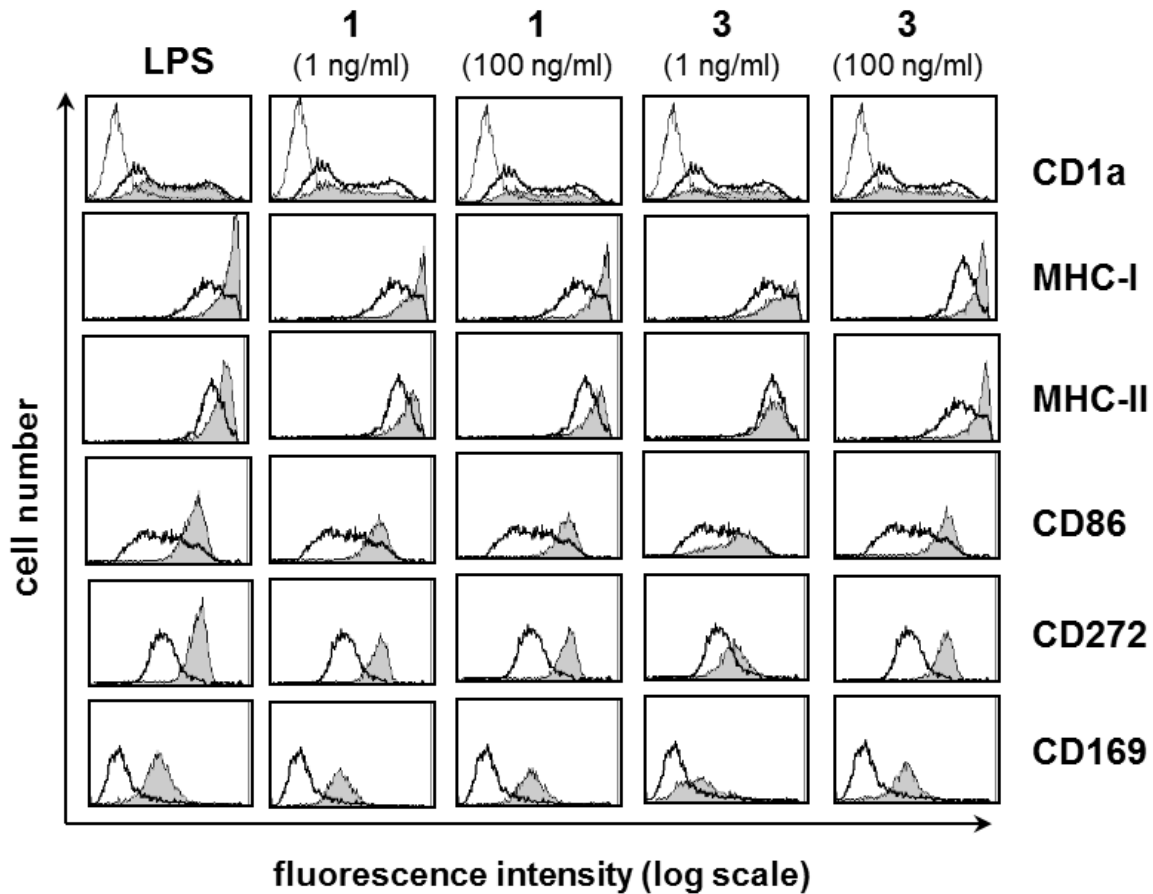 1
1
3
3
LPS
(1 ng/ml)
(100 ng/ml)
(1 ng/ml)
(100 ng/ml)
CD1a
MHC-I
MHC-II
CD86
CD272
CD169
cell number
fluorescence intensity (log scale)